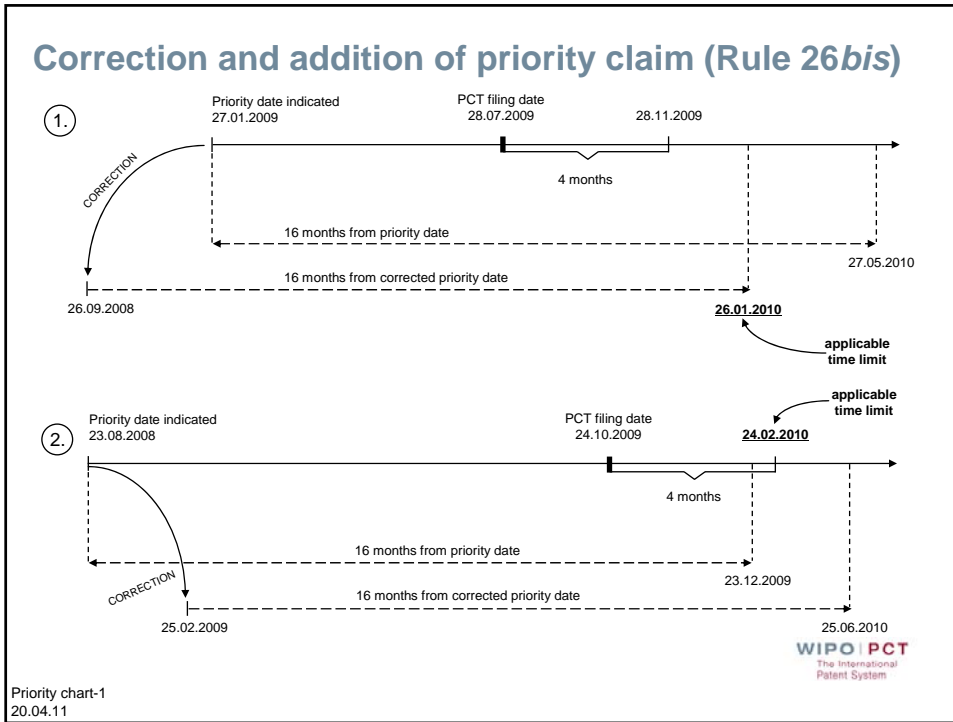 Correction and addition of priority claim (Rule 26bis)
1.
Priority date indicated
27.01.2009
PCT filing date
28.07.2009
28.11.2009
CORRECTION
4 months
16 months from priority date
27.05.2010
16 months from corrected priority date
26.09.2008
26.01.2010
applicable
time limit
applicable
time limit
2.
Priority date indicated
23.08.2008
PCT filing date
24.10.2009
24.02.2010
4 months
16 months from priority date
23.12.2009
CORRECTION
16 months from corrected priority date
25.02.2009
25.06.2010
WIPO | PCT
The International
Patent System
Priority chart-1
20.04.11